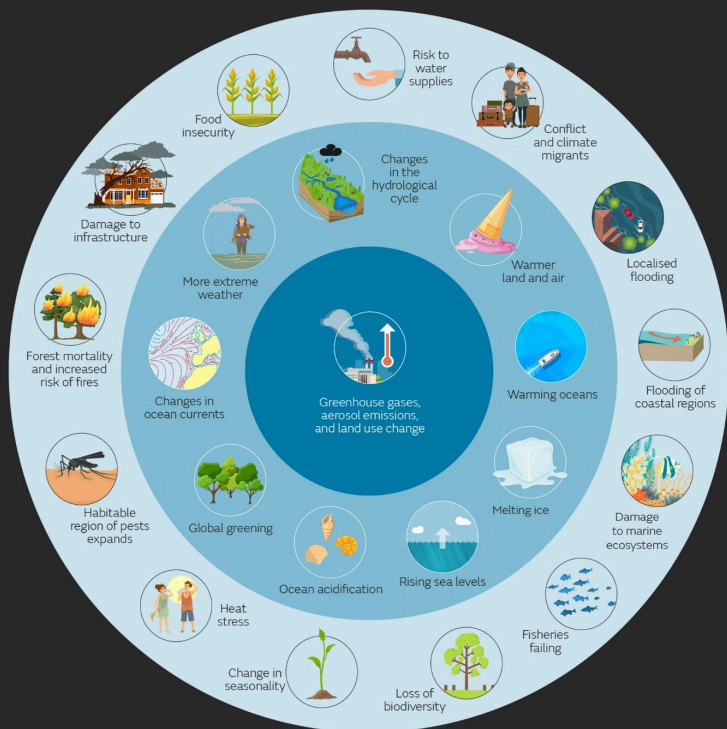 Greenhouse gases,
aerosol emissions,
and land use change
Changes
in the
hydrological
cycle
Warmer
land and air
Warming oceans
Melting ice
Rising sea levels
Ocean acidification
Global greening
Changes in
ocean currents
More extreme
weather
Risk to
water
supplies
Conflict
and climate
migrants
Localised
flooding
Flooding of
coastal regions
Damage
to marine
ecosystems
Fisheries
failing
Loss of
biodiversity
Change in
seasonality
Heat
stress
Habitable
region of pests
expands
Forest mortality
and increased
risk of fires
Damage to
infrastructure
Food
insecurity